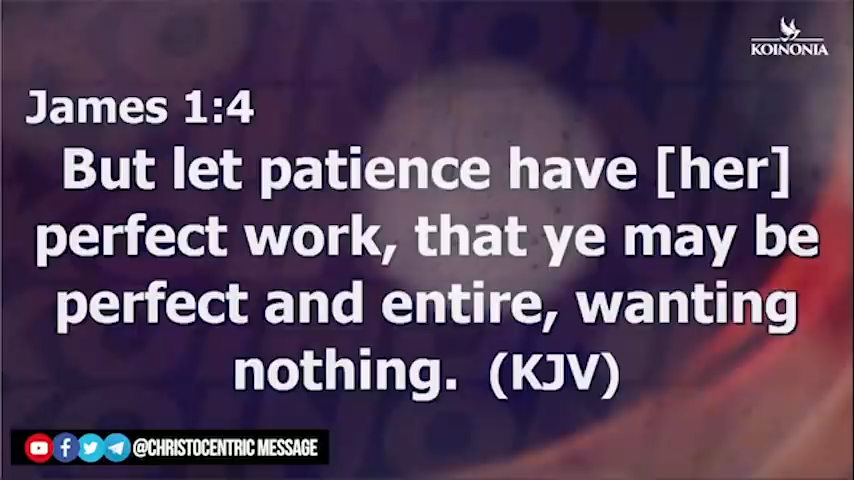 KOINONIA
James 1:4
But let patience have [her]
perfect work, that ye may be
perfect and entire, wanting
nothing. (KJV)
@CHRISTOCENTRIC MESSAGE